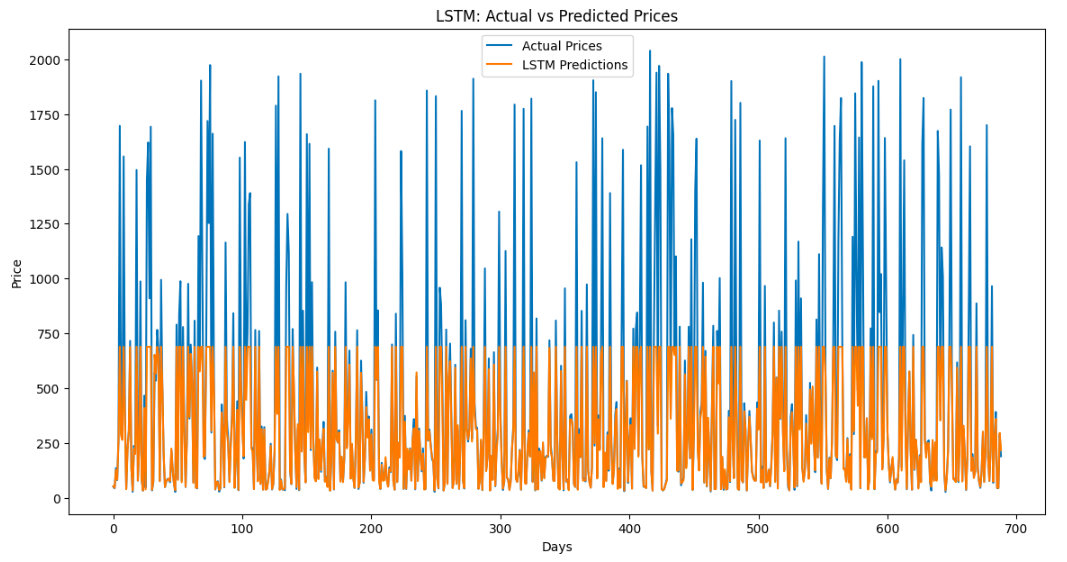 LSTM: Actual vs Predicted Prices
Actual Prices
LSTM Predictions
2000
1750
1500
1250
1000
750
500
250
0
Price
0 100 200 300 400 500 600 700
Days